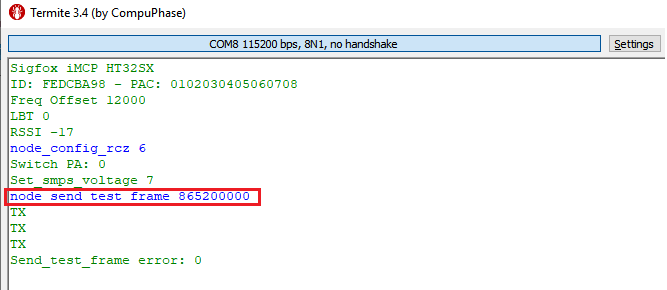 Termite 3.4 (by CompuPhase)
COM8 115200 bps, 8N1, no handshake
Settings
Sigfox iMCP HT32SX
ID: FEDCBA98 - PAC: 0102030405060708
Freq Offset 12000
LBT 0
RSSI -17
node_config_rcz 6
Switch PA: 0
Set_smps_voltage 7
node_send_test_frame 865200000
TX
TX
TX
Send_test_frame error: 0